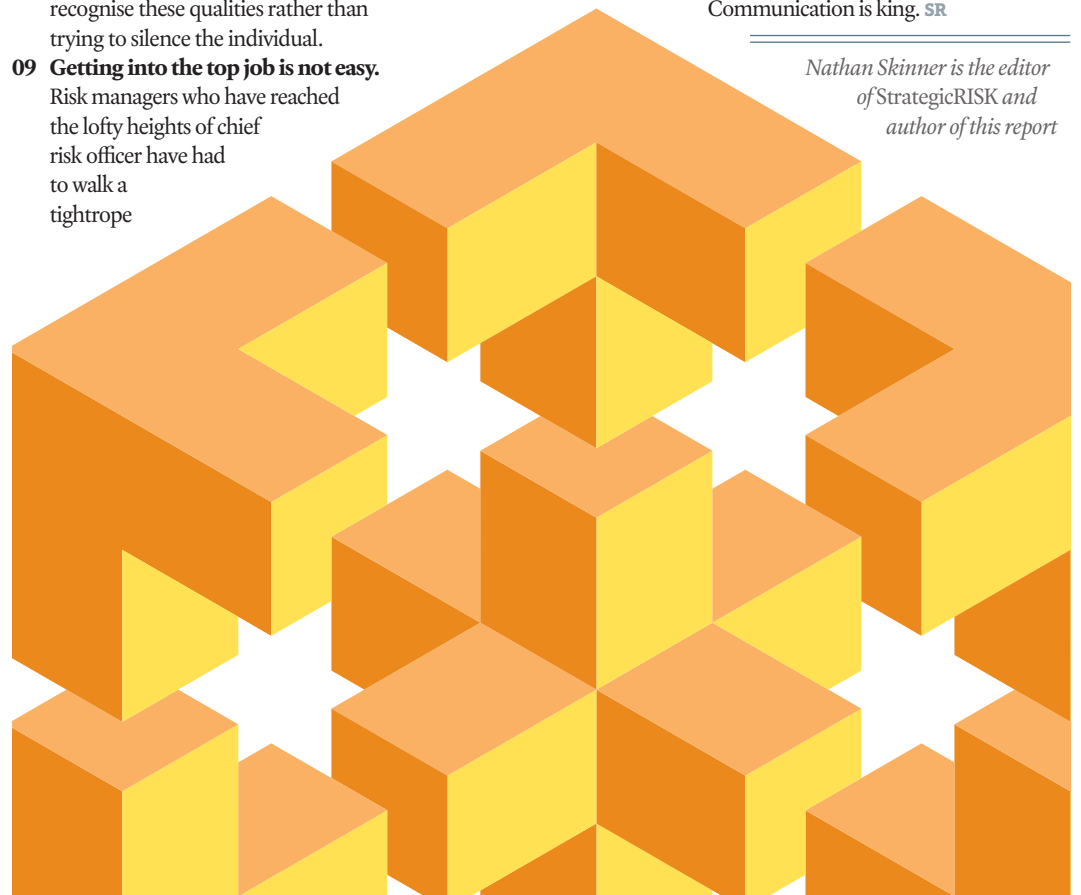 recognise these qualities rather than
trying to silence the individual.
09 Getting into the top job is not easy.
Risk managers who have reached
the lofty heights of chief
risk officer have had
to walk a
tightrope
Communication is king. SR
Nathan Skinner is the editor
of StrategicRISK and
author of this report